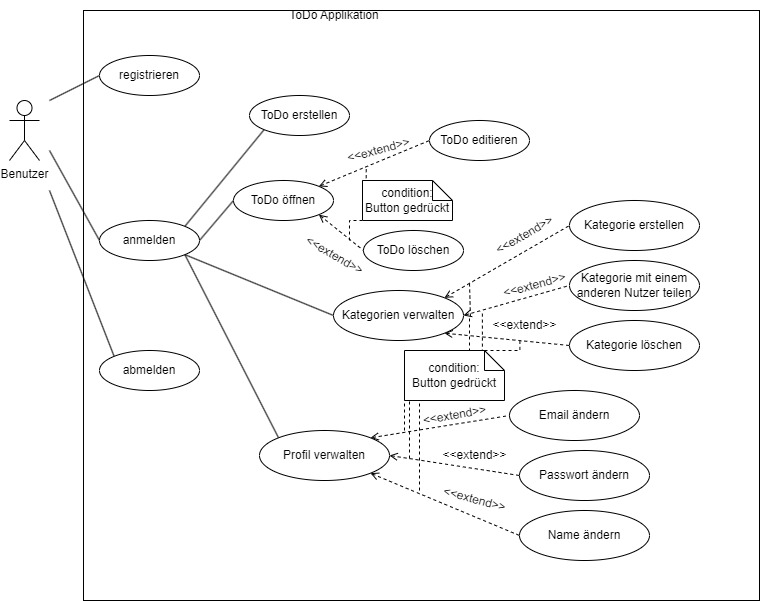 ToDo Applikation
registrieren
Benutzer
ToDo erstellen
<<extend>>
ToDo editieren
ToDo öffnen
condition:
Button gedrückt
anmelden
<<extend>>
ToDo löschen
<<extend>>
Kategorie erstellen
<<extend>>
Kategorie mit einem
anderen Nutzer teilen
Kategorien verwalten
<<extend>>
Kategorie löschen
abmelden
condition:
Button gedrückt
<<extend>>
Email ändern
Profil verwalten
<<extend>>
Passwort ändern
<<extend>>
Name ändern